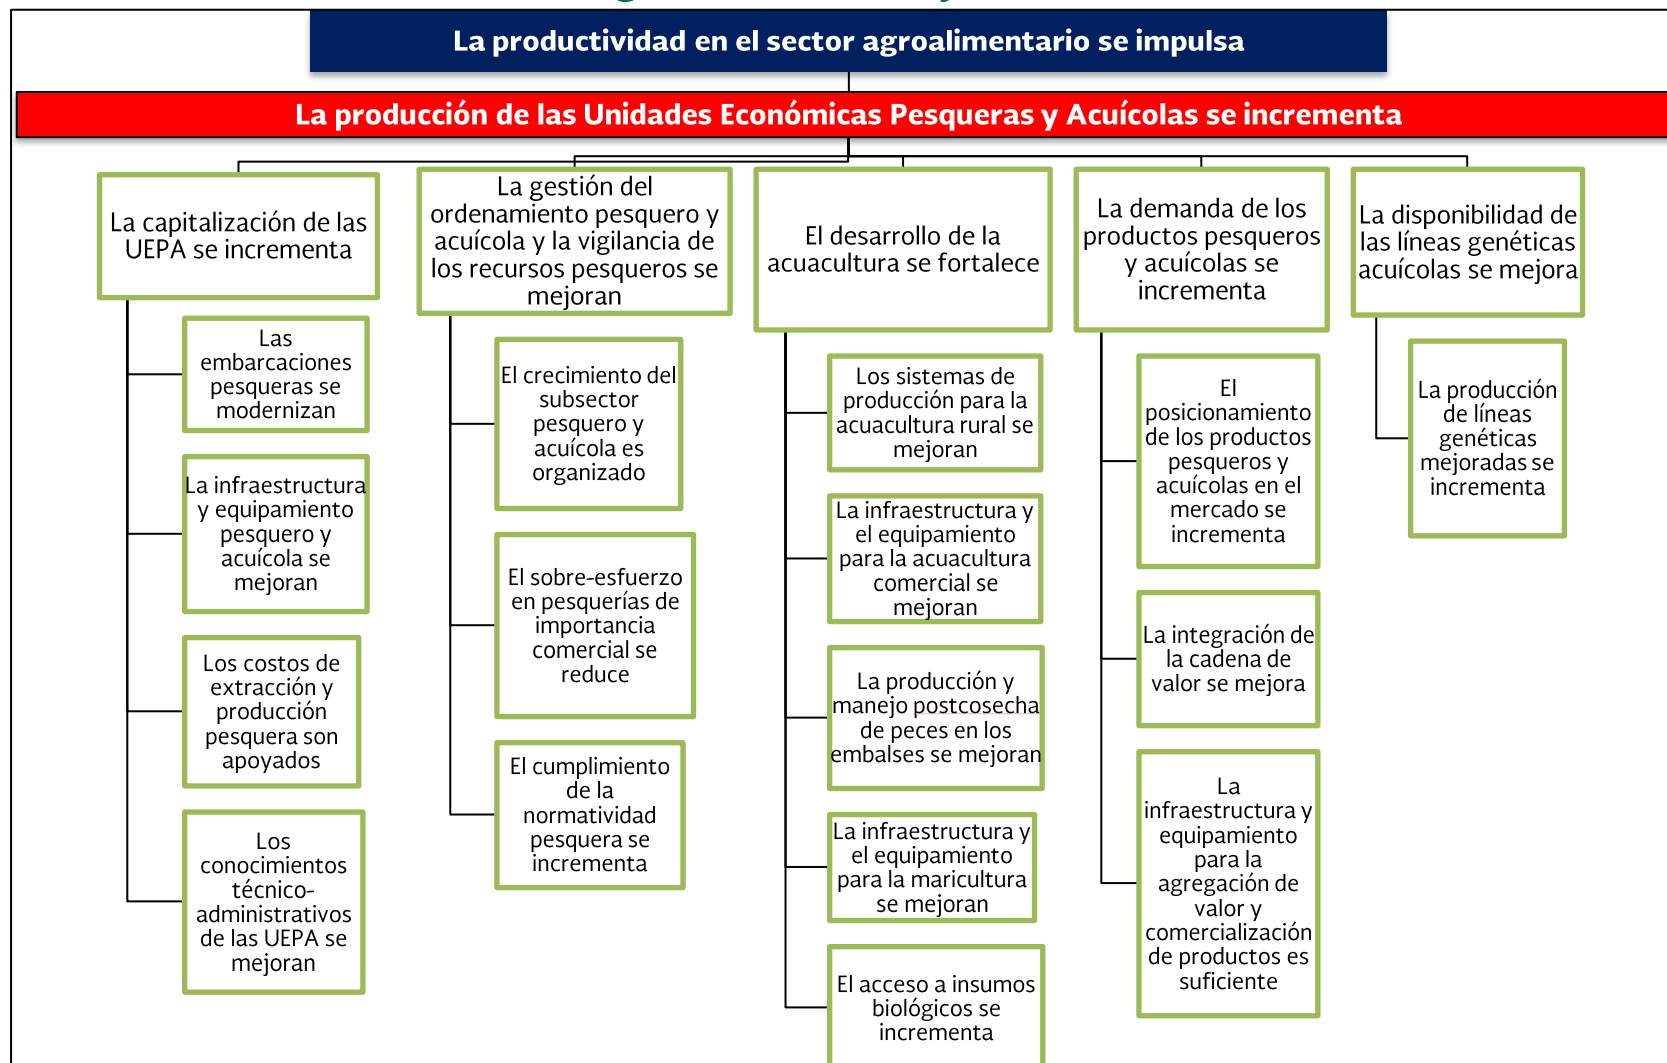 La productividad en el sector agroalimentario se impulsa
La producción de las Unidades Económicas Pesqueras y Acuícolas se incrementa
La capitalización de las
UEPA se incrementa
Las
embarcaciones
pesqueras se
modernizan
La infraestructura
y equipamiento
pesquero y
acuícola se
mejoran
Los costos de
extracción y
producción
pesquera son
apoyados
Los
conocimientos
técnico-
administrativos
de las UEPA se
mejoran
La gestión del
ordenamiento pesquero y
acuícola y la vigilancia de
los recursos pesqueros se
mejoran
El crecimiento del
subsector
pesquero y
acuícola es
organizado
El sobre-esfuerzo
en pesquerías de
importancia
comercial se
reduce
El cumplimiento
de la
normatividad
pesquera se
incrementa
El desarrollo de la
acuacultura se fortalece
Los sistemas de
producción para la
acuacultura rural se
mejoran
La infraestructura y
el equipamiento
para la acuacultura
comercial se
mejoran
La producción y
manejo postcosecha
de peces en los
embalses se mejoran
La infraestructura y
el equipamiento
para la maricultura
se mejoran
El acceso a insumos
biológicos se
incrementa
La demanda de los
productos pesqueros
y acuícolas se
incrementa
El
posicionamiento
de los productos
pesqueros y
acuícolas en el
mercado se
incrementa
La integración de
la cadena de
valor se mejora
La
infraestructura y
equipamiento
para la
agregación de
valor y
comercialización
de productos es
suficiente
La disponibilidad de
las líneas genéticas
acuícolas se mejora
La producción
de líneas
genéticas
mejoradas se
incrementa